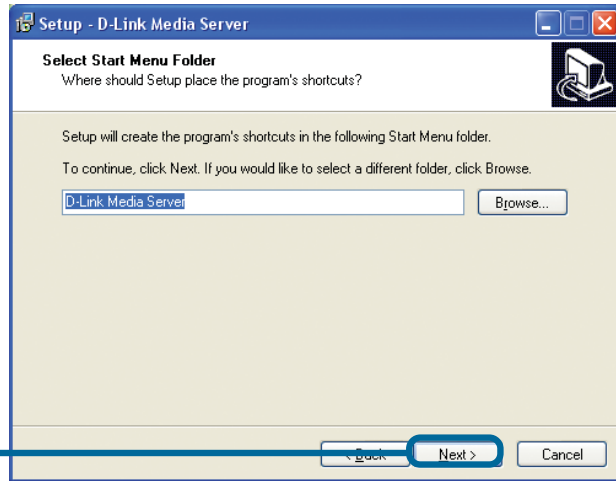 Setup - D-Link Media Server
Select Start Menu Folder
Where should Setup place the program's shortcuts?
Setup will create the program's shortcuts in the following Start Menu folder.
To continue, click Next. If you would like to select a different folder, click Browse.
D-Link Media Server
Browse...
< Back
Next >
Cancel